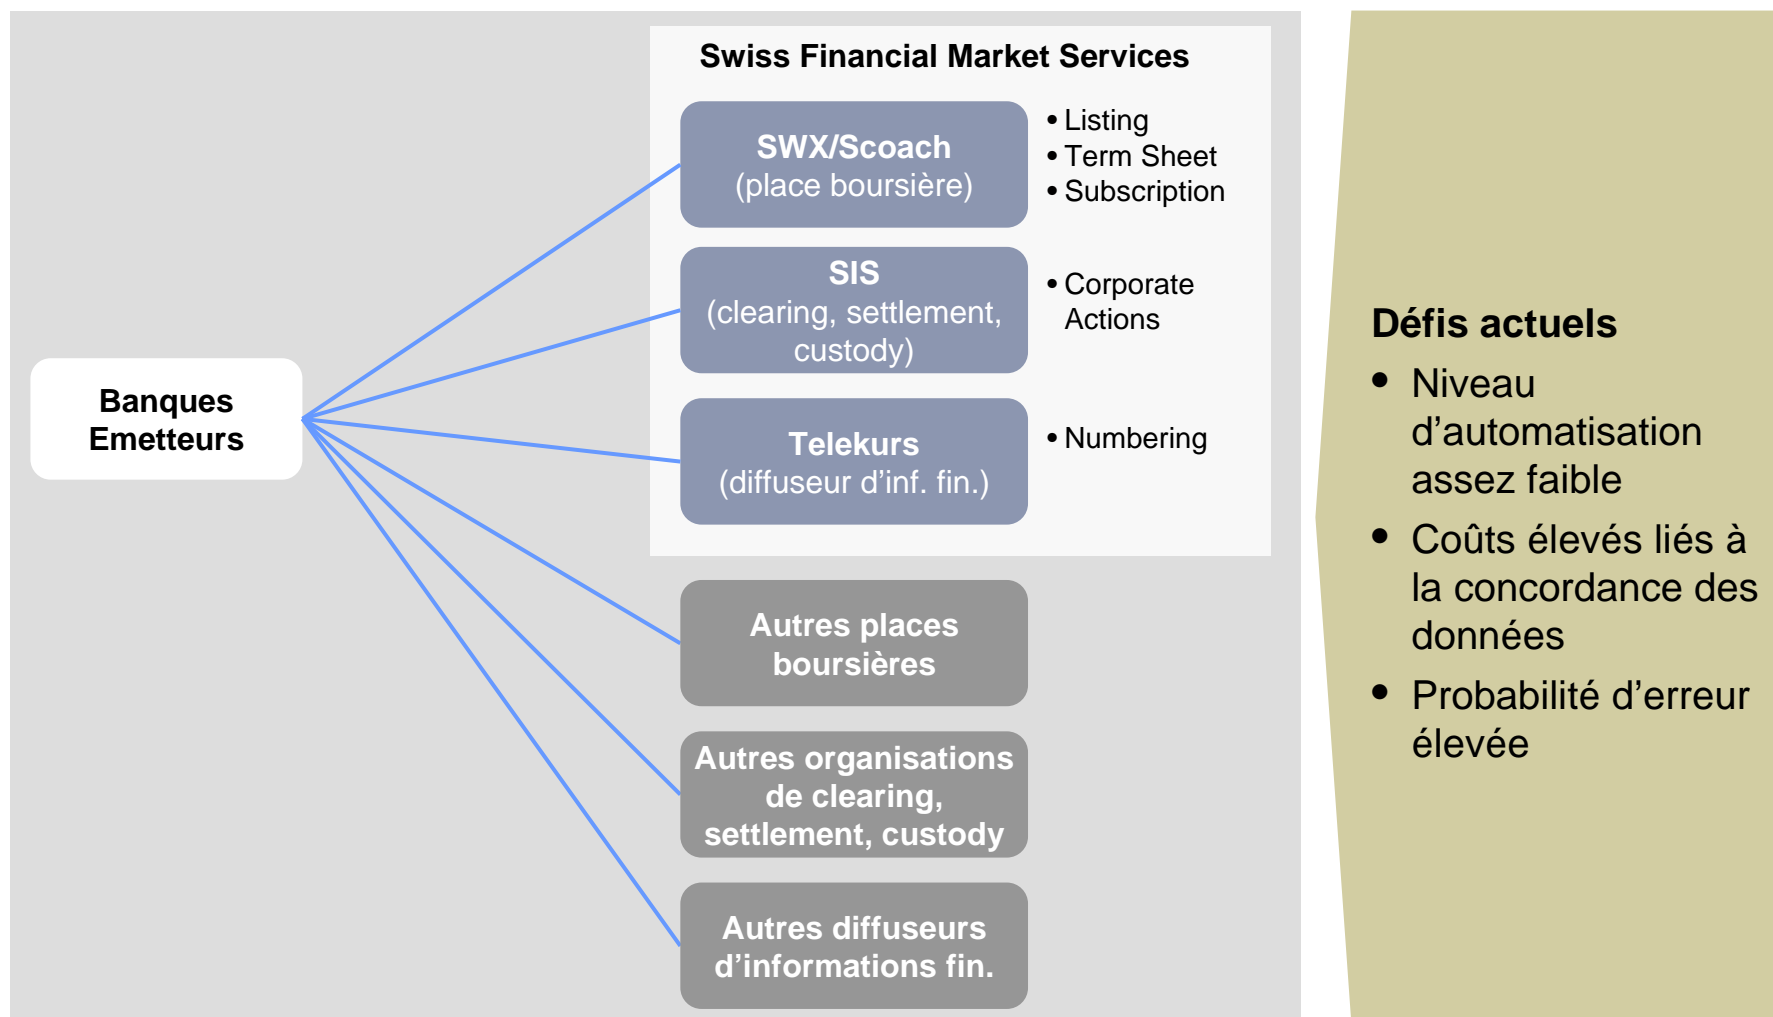 Swiss Financial Market Services
SWX/Scoach
(place boursière)
• Listing
• Term Sheet
• Subscription
SIS
(clearing, settlement,
custody)
• Corporate
Actions
Banques
Emetteurs
Telekurs
(diffuseur d’inf. fin.)
• Numbering
Autres places
boursières
Autres organisations
de clearing,
settlement, custody
Autres diffuseurs
d’informations fin.
Défis actuels
• Niveau
d’automatisation
assez faible
• Coûts élevés liés à
la concordance des
données
• Probabilité d’erreur
élevée